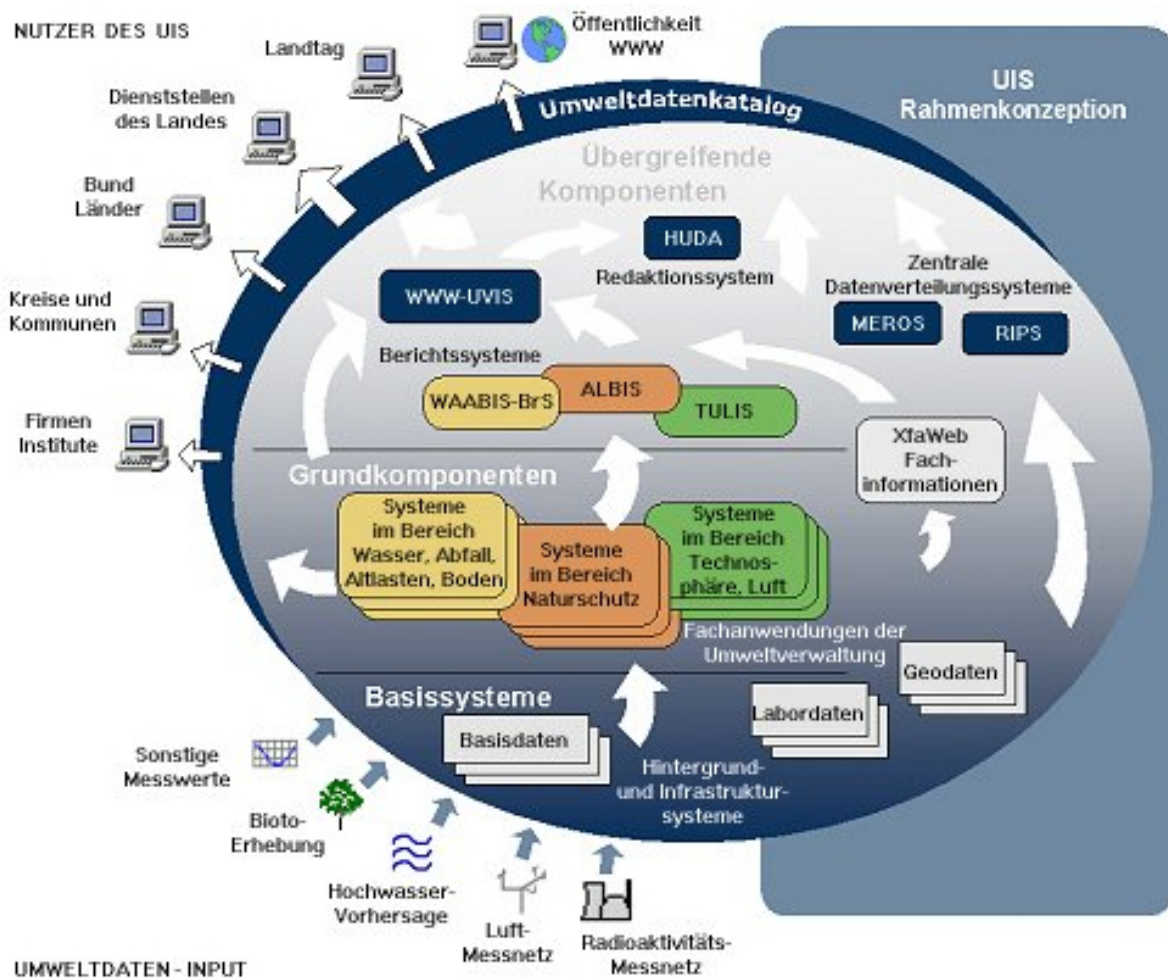 NUTZER DES UIS
Öffentlichkeit
WWW
Landtag
Dienststellen
des Landes
Bund
Länder
Kreise und
Kommunen
Firmen
Institute
UIS
Rahmenkonzeption
Umweltdatenkatalog
Übergreifende
Komponenten
HUDA
Redaktionssystem
WWW-UVIS
Zentrale
Datenverteilungssysteme
MEROS
RIPS
Berichtssysteme
WAABIS-BrS
ALBIS
TULIS
XfaWeb
Fach-
informationen
Grundkomponenten
Systeme
im Bereich
Wasser, Abfall,
Altlasten, Boden
Systeme
im Bereich
Naturschutz
Systeme
im Bereich
Technos-
phäre, Luft
Fachanwendungen der
Umweltverwaltung
Basissysteme
Basisdaten
Labordaten
Geodaten
Hintergrund-
und Infrastruktur-
systeme
Sonstige
Messwerte
Bioto-
Erhebung
Hochwasser-
Vorhersage
Luft-
Messnetz
Radioaktivitäts-
Messnetz
UMWELTDATEN - INPUT